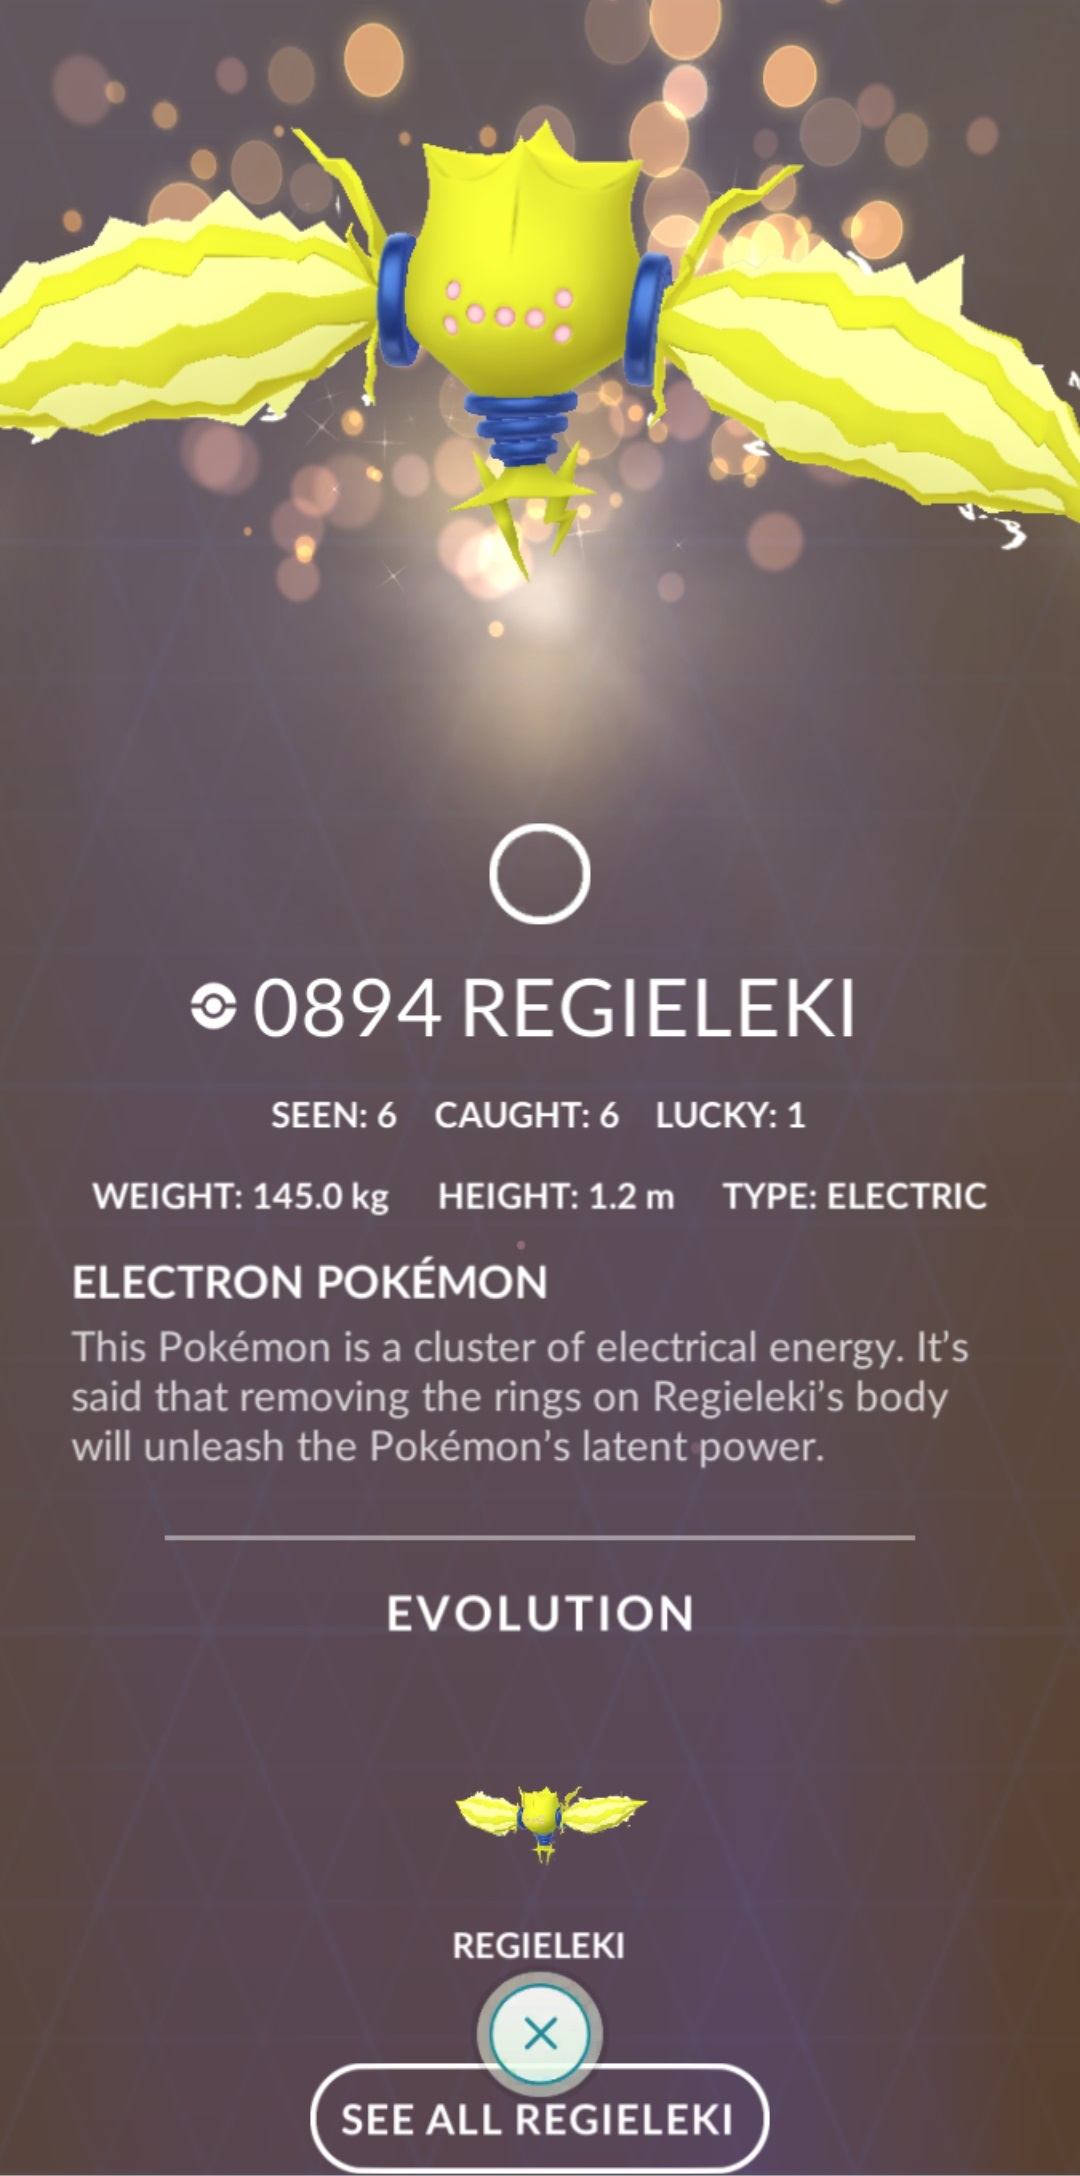 0894 REGIELEKI
SEEN: 6 CAUGHT: 6 LUCKY: 1
WEIGHT: 145.0 kg HEIGHT: 1.2 m TYPE: ELECTRIC
ELECTRON POKÉMON
This Pokémon is a cluster of electrical energy. It’s
said that removing the rings on Regieleki’s body
will unleash the Pokémon’s latent power.
EVOLUTION
REGIELEKI
SEE ALL REGIELEKI